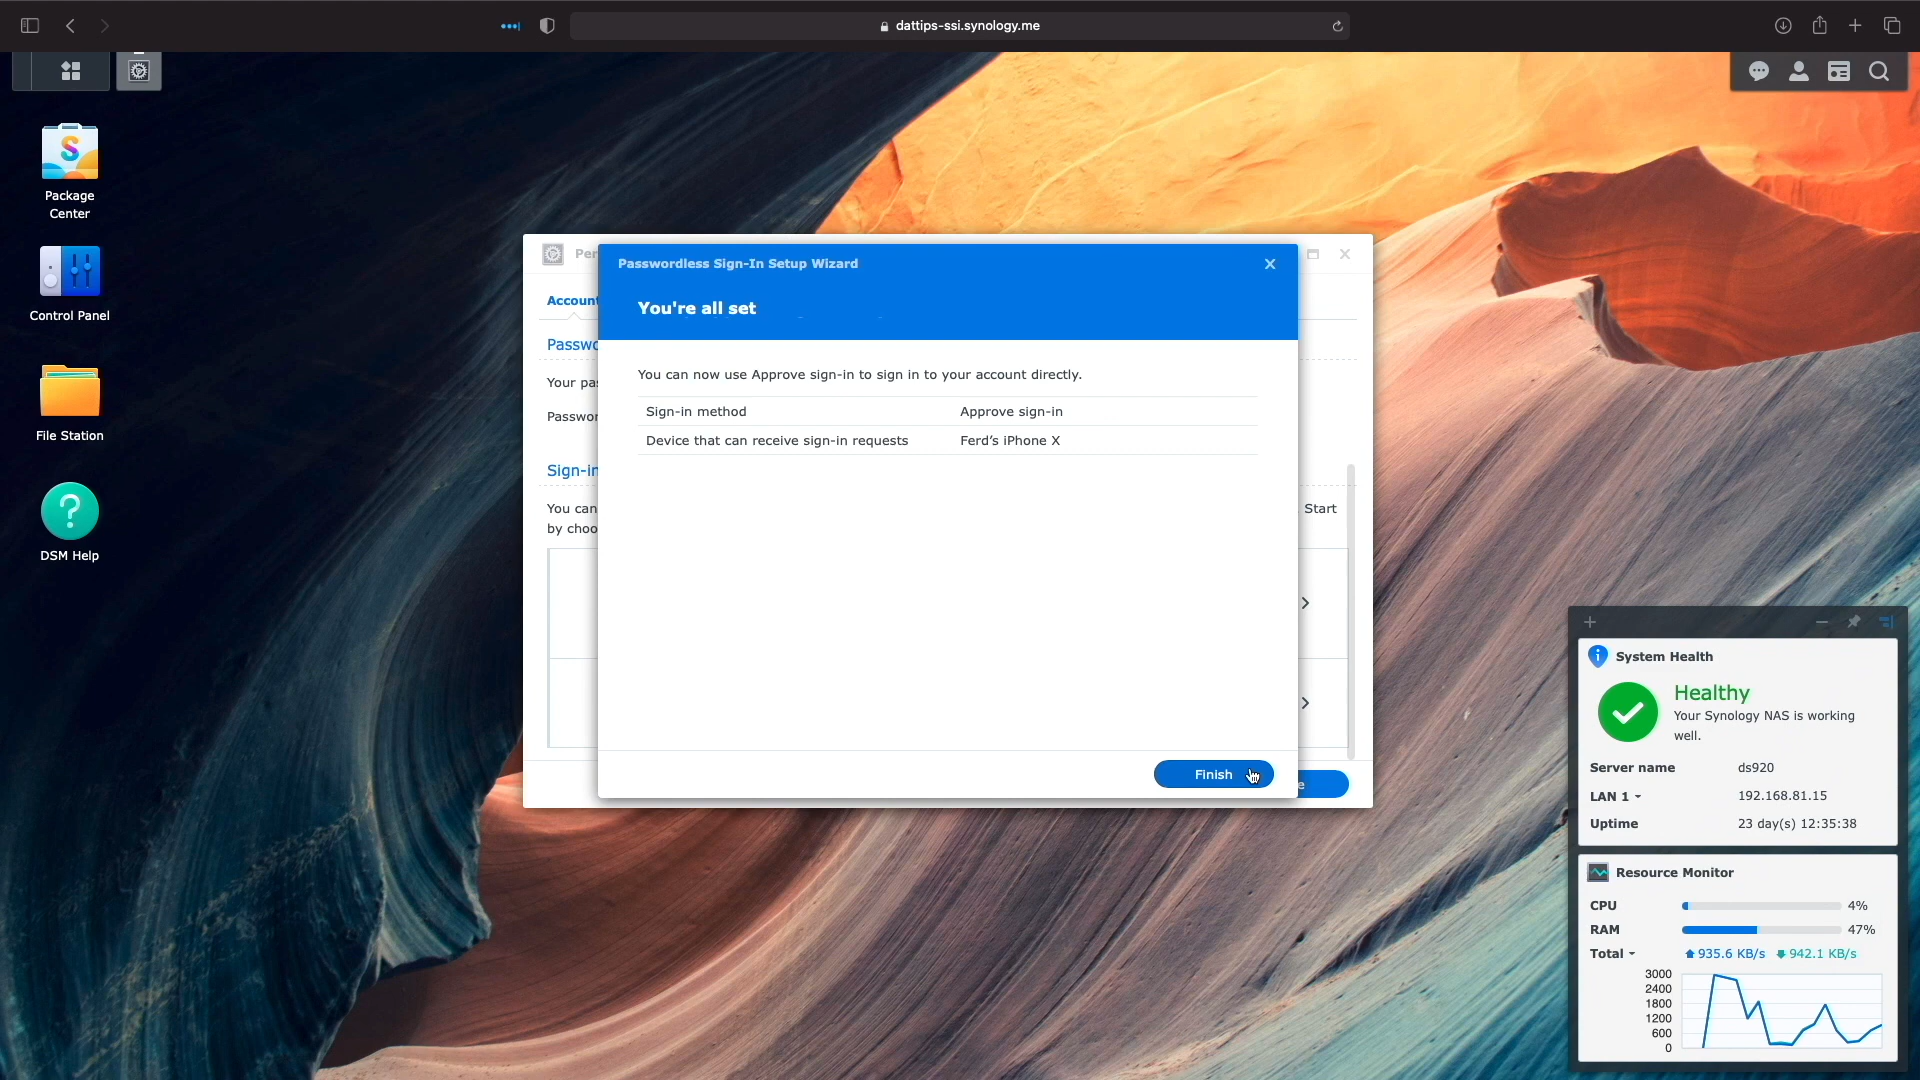 dattips-ssi.synology.me
Package
Center
Control Panel
File Station
DSM Help
Passwordless Sign-In Setup Wizard
You're all set
You can now use Approve sign-in to sign in to your account directly.
Sign-in method Approve sign-in
Device that can receive sign-in requests Ferd's iPhone X
Finish
Account
Sign-in
Your
You can
Start
by
System Health
Healthy
Your Synology NAS is working
well.
Server name ds920
LAN 1 192.168.81.15
Uptime 23 day(s) 12:35:38
Resource Monitor
CPU 4%
RAM 47%
Total 935.6 KB/s 942.1 KB/s
3000
2400
1800
1200
600
0